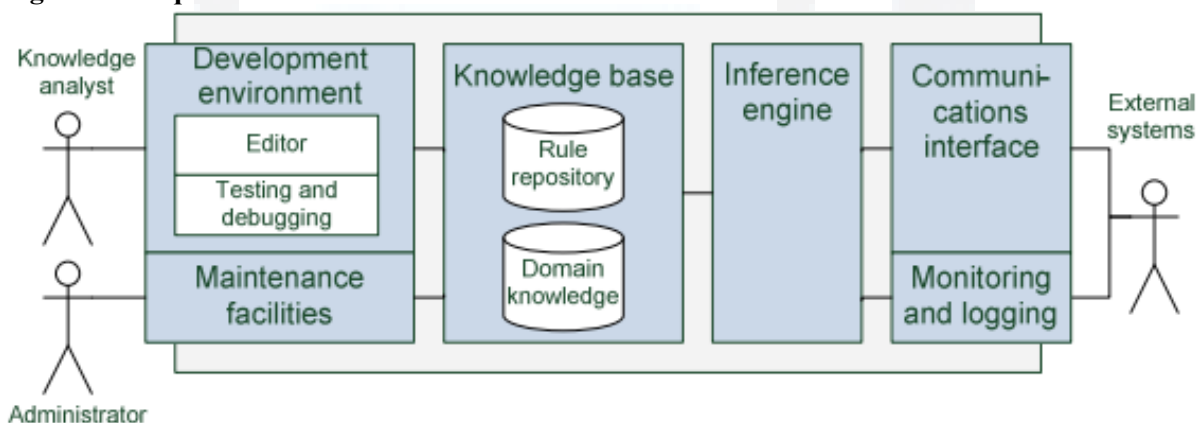 Knowledge
analyst
Development
environment
Editor
Testing and
debugging
Maintenance
facilities
Administrator
Knowledge base
Rule
repository
Domain
knowledge
Inference
engine
Communi-
cations
interface
Monitoring
and logging
External
systems